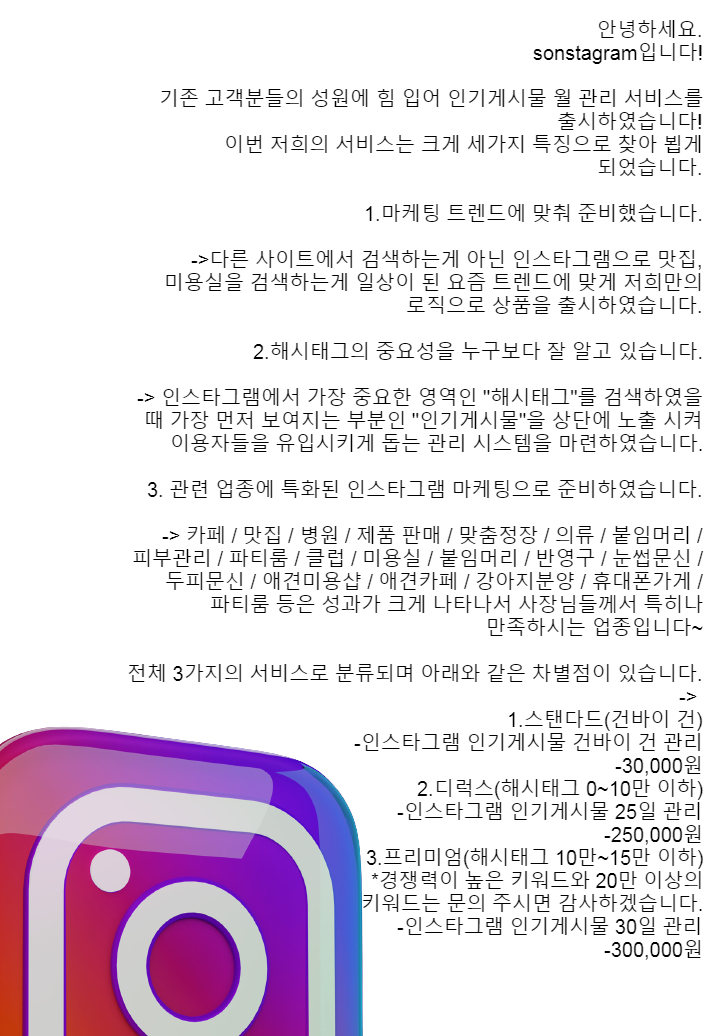 안녕하세요.
sonstagram입니다!
기존 고객분들의 성원에 힘 입어 인기게시물 월 관리 서비스를
출시하였습니다!
이번 저희의 서비스는 크게 세가지 특징으로 찾아 뵙게
되었습니다.
1.마케팅 트렌드에 맞춰 준비했습니다.
->다른 사이트에서 검색하는게 아닌 인스타그램으로 맛집,
미용실을 검색하는게 일상이 된 요즘 트렌드에 맞게 저희만의
로직으로 상품을 출시하였습니다.
2.해시태그의 중요성을 누구보다 잘 알고 있습니다.
-> 인스타그램에서 가장 중요한 영역인 "해시태그"를 검색하였을
때 가장 먼저 보여지는 부분인 "인기게시물"을 상단에 노출 시켜
이용자들을 유입시키게 돕는 관리 시스템을 마련하였습니다.
3. 관련 업종에 특화된 인스타그램 마케팅으로 준비하였습니다.
-> 카페 / 맛집 / 병원 / 제품 판매 / 맞춤정장 / 의류 / 붙임머리 /
피부관리 / 파티룸 / 클럽 / 미용실 / 붙임머리 / 반영구 / 눈썹문신 /
두피문신 / 애견미용샵 / 애견카페 / 강아지분양 / 휴대폰가게 /
파티룸 등은 성과가 크게 나타나서 사장님들께서 특히나
만족하시는 업종입니다~
전체 3가지의 서비스로 분류되며 아래와 같은 차별점이 있습니다.
->
1.스탠다드(건바이 건)
-인스타그램 인기게시물 건바이 건 관리
-30,000원
2.디럭스(해시태그 0~10만 이하)
-인스타그램 인기게시물 25일 관리
-250,000원
3.프리미엄(해시태그 10만~15만 이하)
*경쟁력이 높은 키워드와 20만 이상의
키워드는 문의 주시면 감사하겠습니다.
-인스타그램 인기게시물 30일 관리
-300,000원